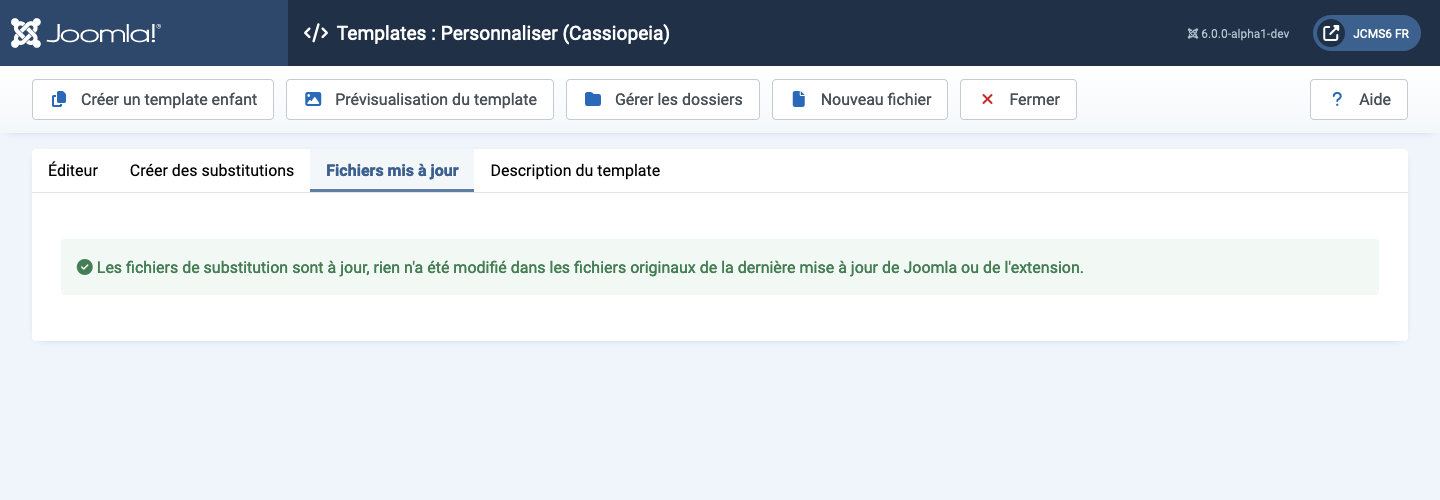 Joomla!®
Templates : Personnaliser (Cassiopeia)
6.0.0-alpha1-dev
JCMS6 FR
Créer un template enfant
Prévisualisation du template
Gérer les dossiers
Nouveau fichier
Fermer
? Aide
Éditeur
Créer des substitutions
Fichiers mis à jour
Description du template
Les fichiers de substitution sont à jour, rien n'a été modifié dans les fichiers originaux de la dernière mise à jour de Joomla ou de l'extension.